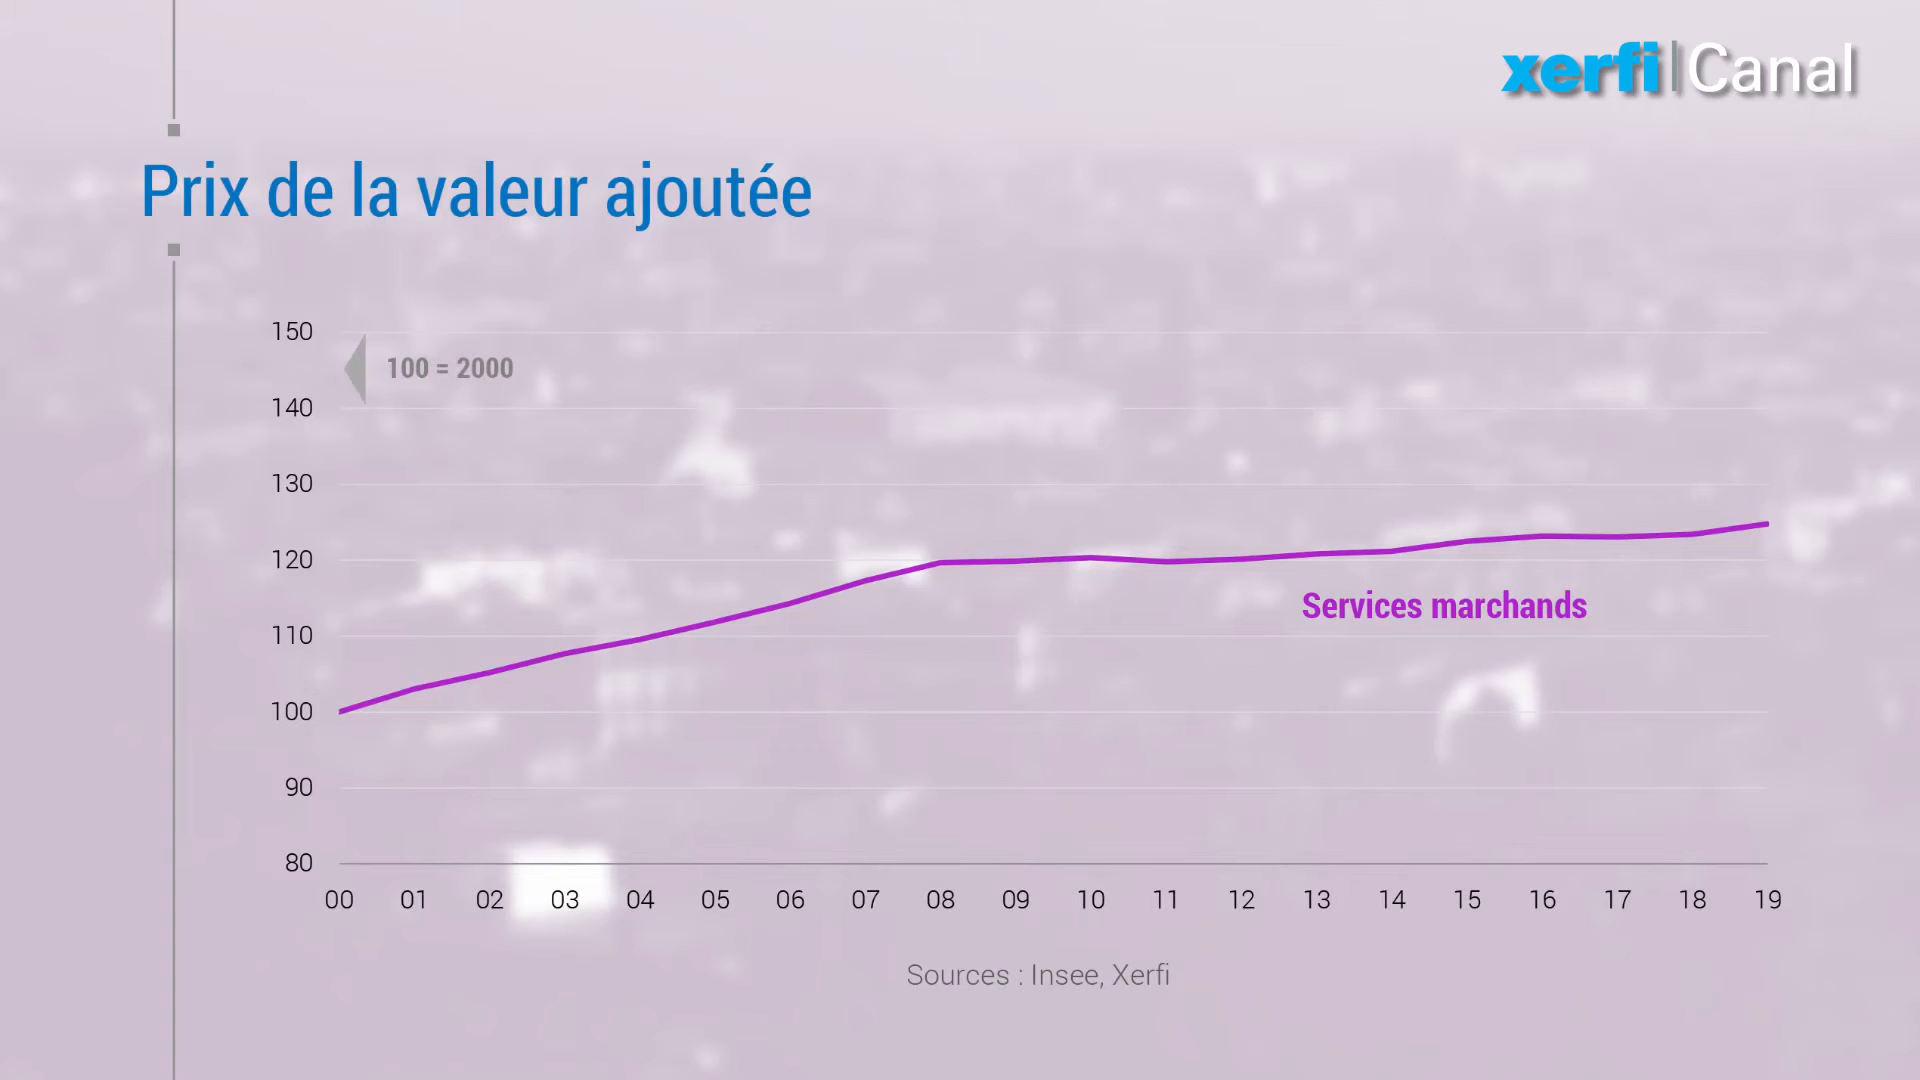 xerfi Canal
Prix de la valeur ajoutée
150
100 = 2000
140
130
120
Services marchands
110
100
90
80
00 01 02 03 04 05 06 07 08 09 10 11 12 13 14 15 16 17 18 19
Sources : Insee, Xerfi